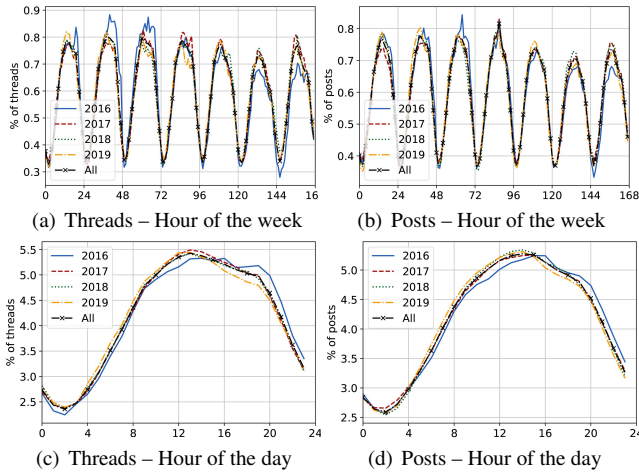 0.9
0.8
0.7
0.6
0.5
0.4
0.3
% of threads
2016
2017
2018
2019
All
0 24 48 72 96 120 144 16
(a) Threads – Hour of the week
0.8
0.7
0.6
0.5
0.4
% of posts
2016
2017
2018
2019
All
0 24 48 72 96 120 144 168
(b) Posts – Hour of the week
5.5
5.0
4.5
4.0
3.5
3.0
2.5
% of threads
2016
2017
2018
2019
All
0 4 8 12 16 20 24
(c) Threads – Hour of the day
5.0
4.5
4.0
3.5
3.0
2.5
% of posts
2016
2017
2018
2019
All
0 4 8 13 16 19 23
(d) Posts – Hour of the day